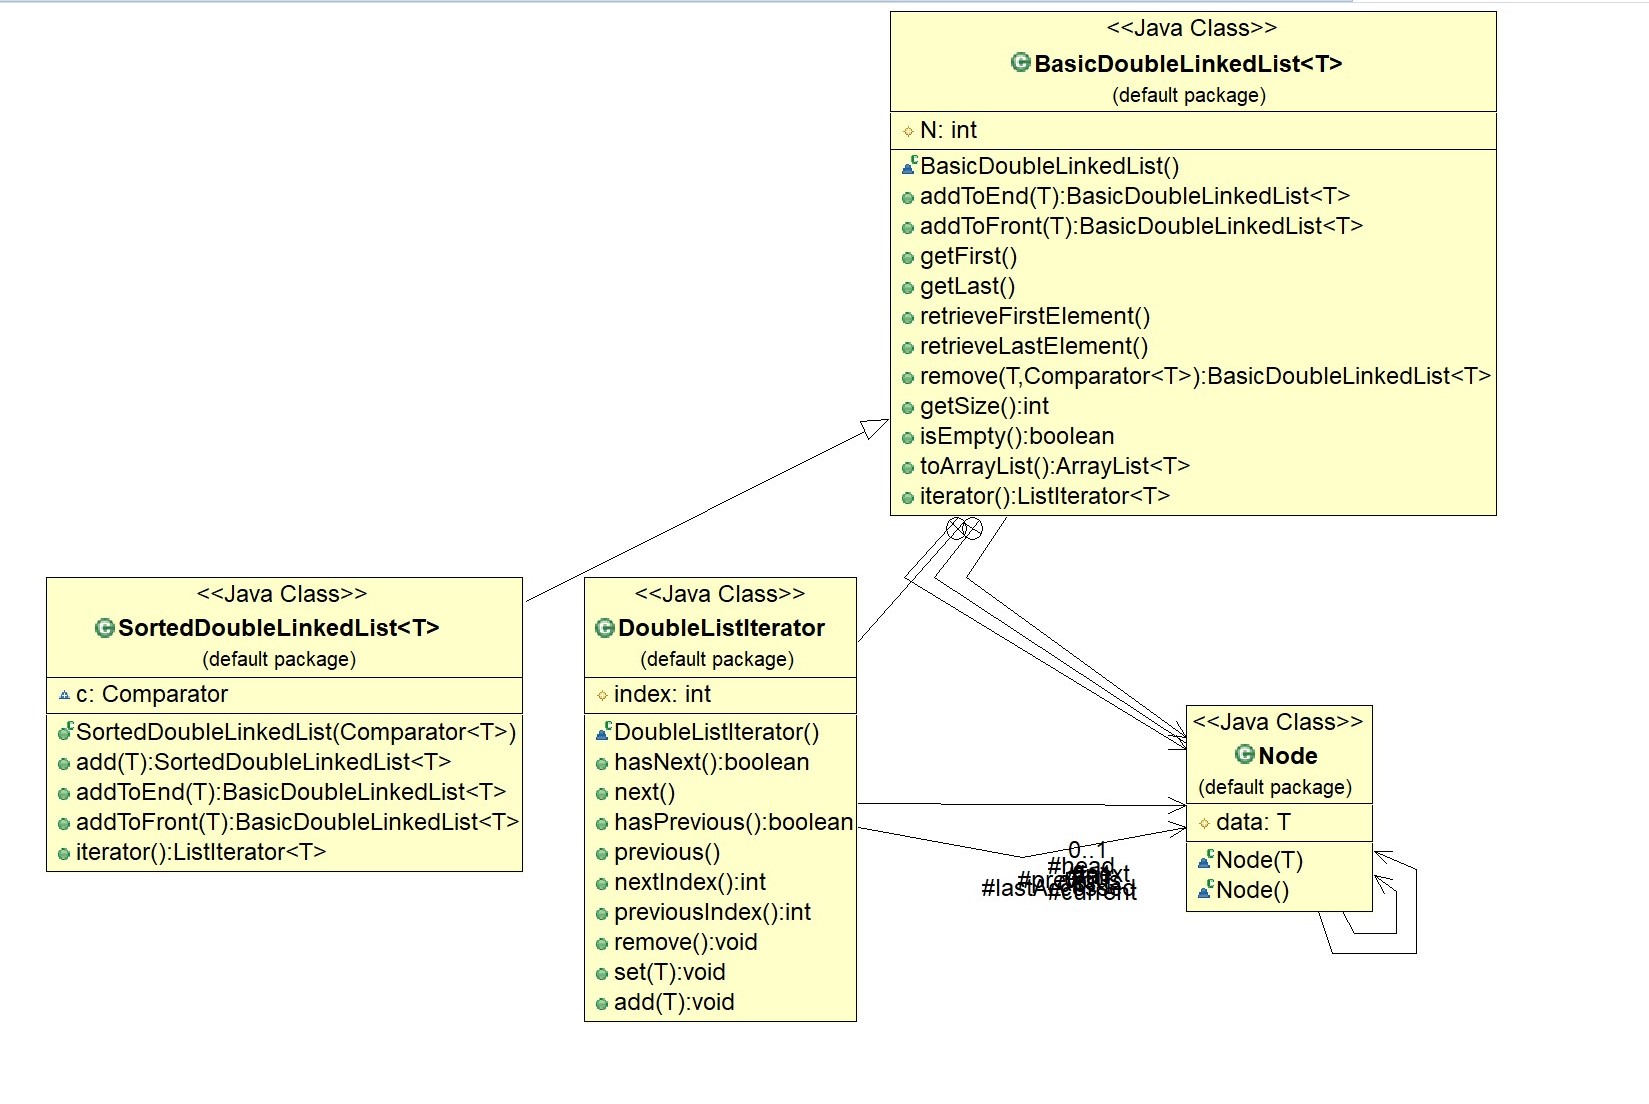 <<Java Class>>
BasicDoubleLinkedList<T>
(default package)
N: int
BasicDoubleLinkedList()
addToEnd(T):BasicDoubleLinkedList<T>
addToFront(T):BasicDoubleLinkedList<T>
getFirst()
getLast()
retrieveFirstElement()
retrieveLastElement()
remove(T,Comparator<T>):BasicDoubleLinkedList<T>
getSize():int
isEmpty():boolean
toArrayList():ArrayList<T>
iterator():ListIterator<T>
<<Java Class>>
SortedDoubleLinkedList<T>
(default package)
c: Comparator
SortedDoubleLinkedList(Comparator<T>)
add(T):SortedDoubleLinkedList<T>
addToEnd(T):BasicDoubleLinkedList<T>
addToFront(T):BasicDoubleLinkedList<T>
iterator():ListIterator<T>
<<Java Class>>
DoubleListIterator
(default package)
index: int
DoubleListIterator()
hasNext():boolean
next()
hasPrevious():boolean
previous()
nextIndex():int
previousIndex():int
remove():void
set(T):void
add(T):void
<<Java Class>>
Node
(default package)
data: T
Node(T)
Node()
0..1
#head
#current